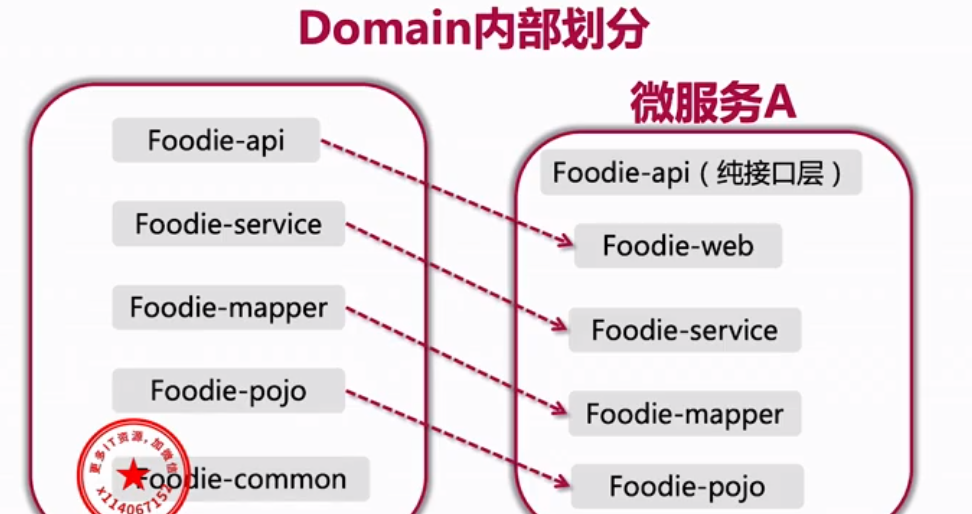 Domain内部划分
微服务A
Foodie-api
Foodie-service
Foodie-mapper
Foodie-pojo
Foodie-common
Foodie-api（纯接口层）
Foodie-web
Foodie-service
Foodie-mapper
Foodie-pojo
更多IT资源，加微信